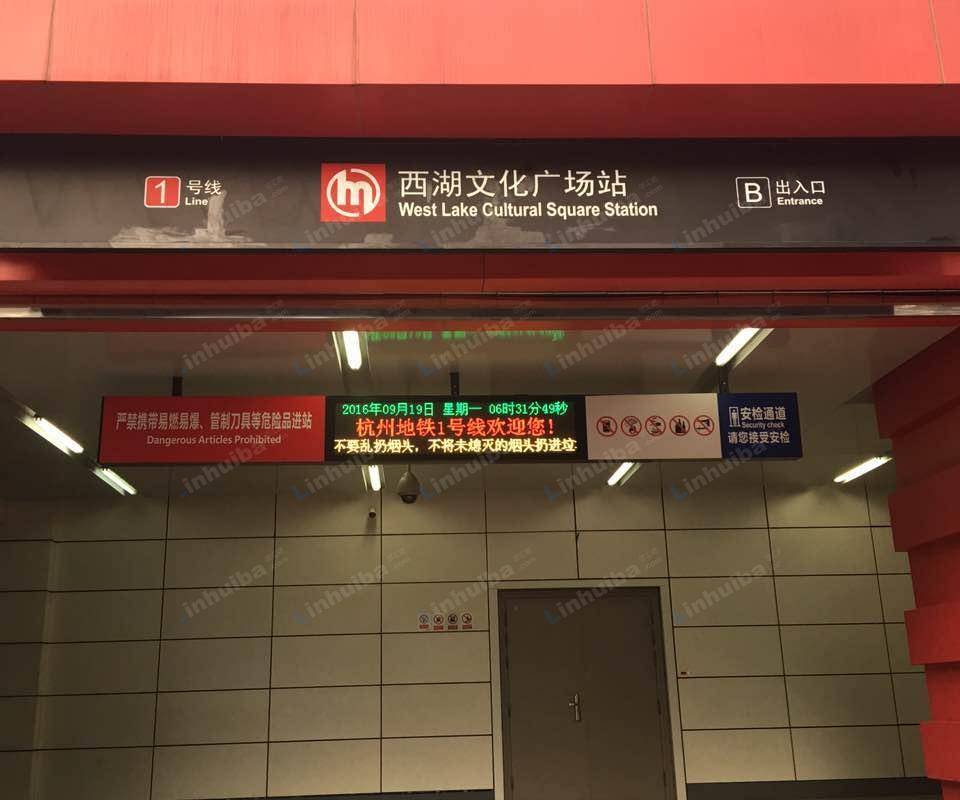 1 号线
Line
西湖文化广场站
West Lake Cultural Square Station
B 出入口
Entrance
严禁携带易燃易爆、管制刀具等危险品进站
Dangerous Articles Prohibited
2016年09月19日 星期一 06时31分49秒
杭州地铁1号线欢迎您!
不要乱扔烟头,不将未熄灭的烟头扔进垃
安检通道
Security check
请您接受安检
Linhuiba